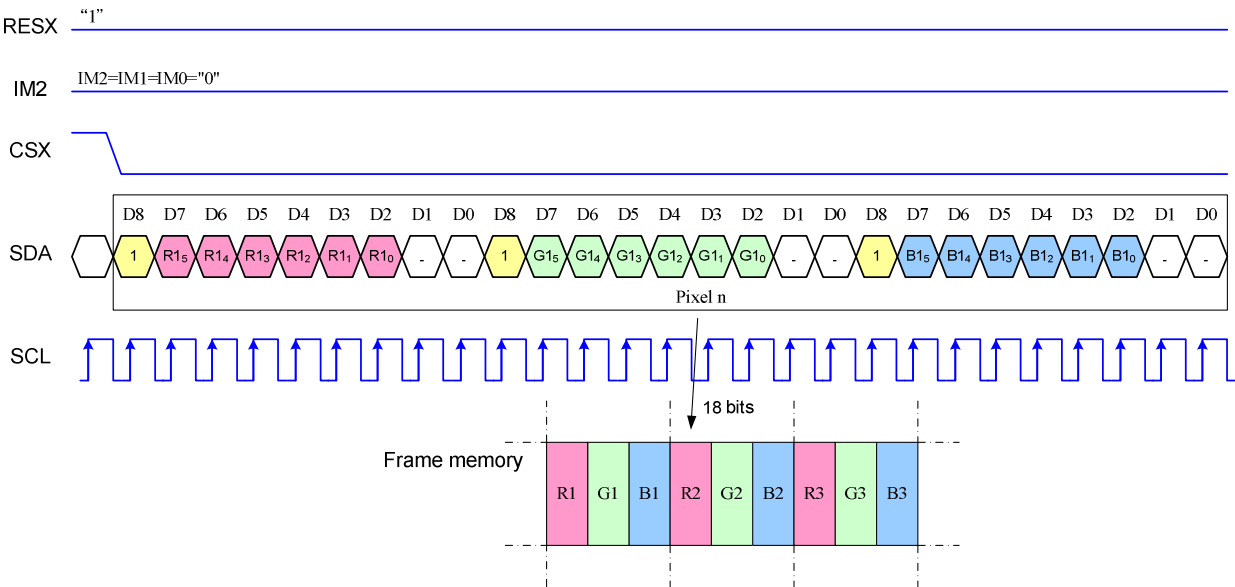 RESX “1”
IM2 IM2=IM1=IM0="0"
CSX
D8 D7 D6 D5 D4 D3 D2 D1 D0 D8 D7 D6 D5 D4 D3 D2 D1 D0 D8 D7 D6 D5 D4 D3 D2 D1 D0
SDA 1 R1₅ R1₄ R1₃ R1₂ R1₁ R1₀ - - 1 G1₅ G1₄ G1₃ G1₂ G1₁ G1₀ - - 1 B1₅ B1₄ B1₃ B1₂ B1₁ B1₀ - -
Pixel n
SCL
18 bits
Frame memory
R1 G1 B1 R2 G2 B2 R3 G3 B3